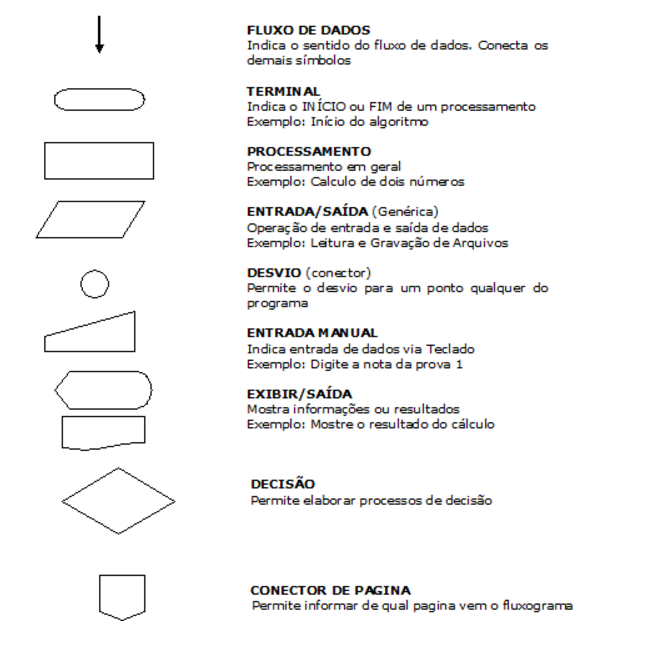 FLUXO DE DADOS
Indica o sentido do fluxo de dados. Conecta os
demais símbolos
TERMINAL
Indica o INÍCIO ou FIM de um processamento
Exemplo: Início do algoritmo
PROCESSAMENTO
Processamento em geral
Exemplo: Calculo de dois números
ENTRADA/SAÍDA (Genérica)
Operação de entrada e saída de dados
Exemplo: Leitura e Gravação de Arquivos
DESVIO (conector)
Permite o desvio para um ponto qualquer do
programa
ENTRADA MANUAL
Indica entrada de dados via Teclado
Exemplo: Digite a nota da prova 1
EXIBIR/SAÍDA
Mostra informações ou resultados
Exemplo: Mostre o resultado do cálculo
DECISÃO
Permite elaborar processos de decisão
CONECTOR DE PAGINA
Permite informar de qual pagina vem o fluxograma